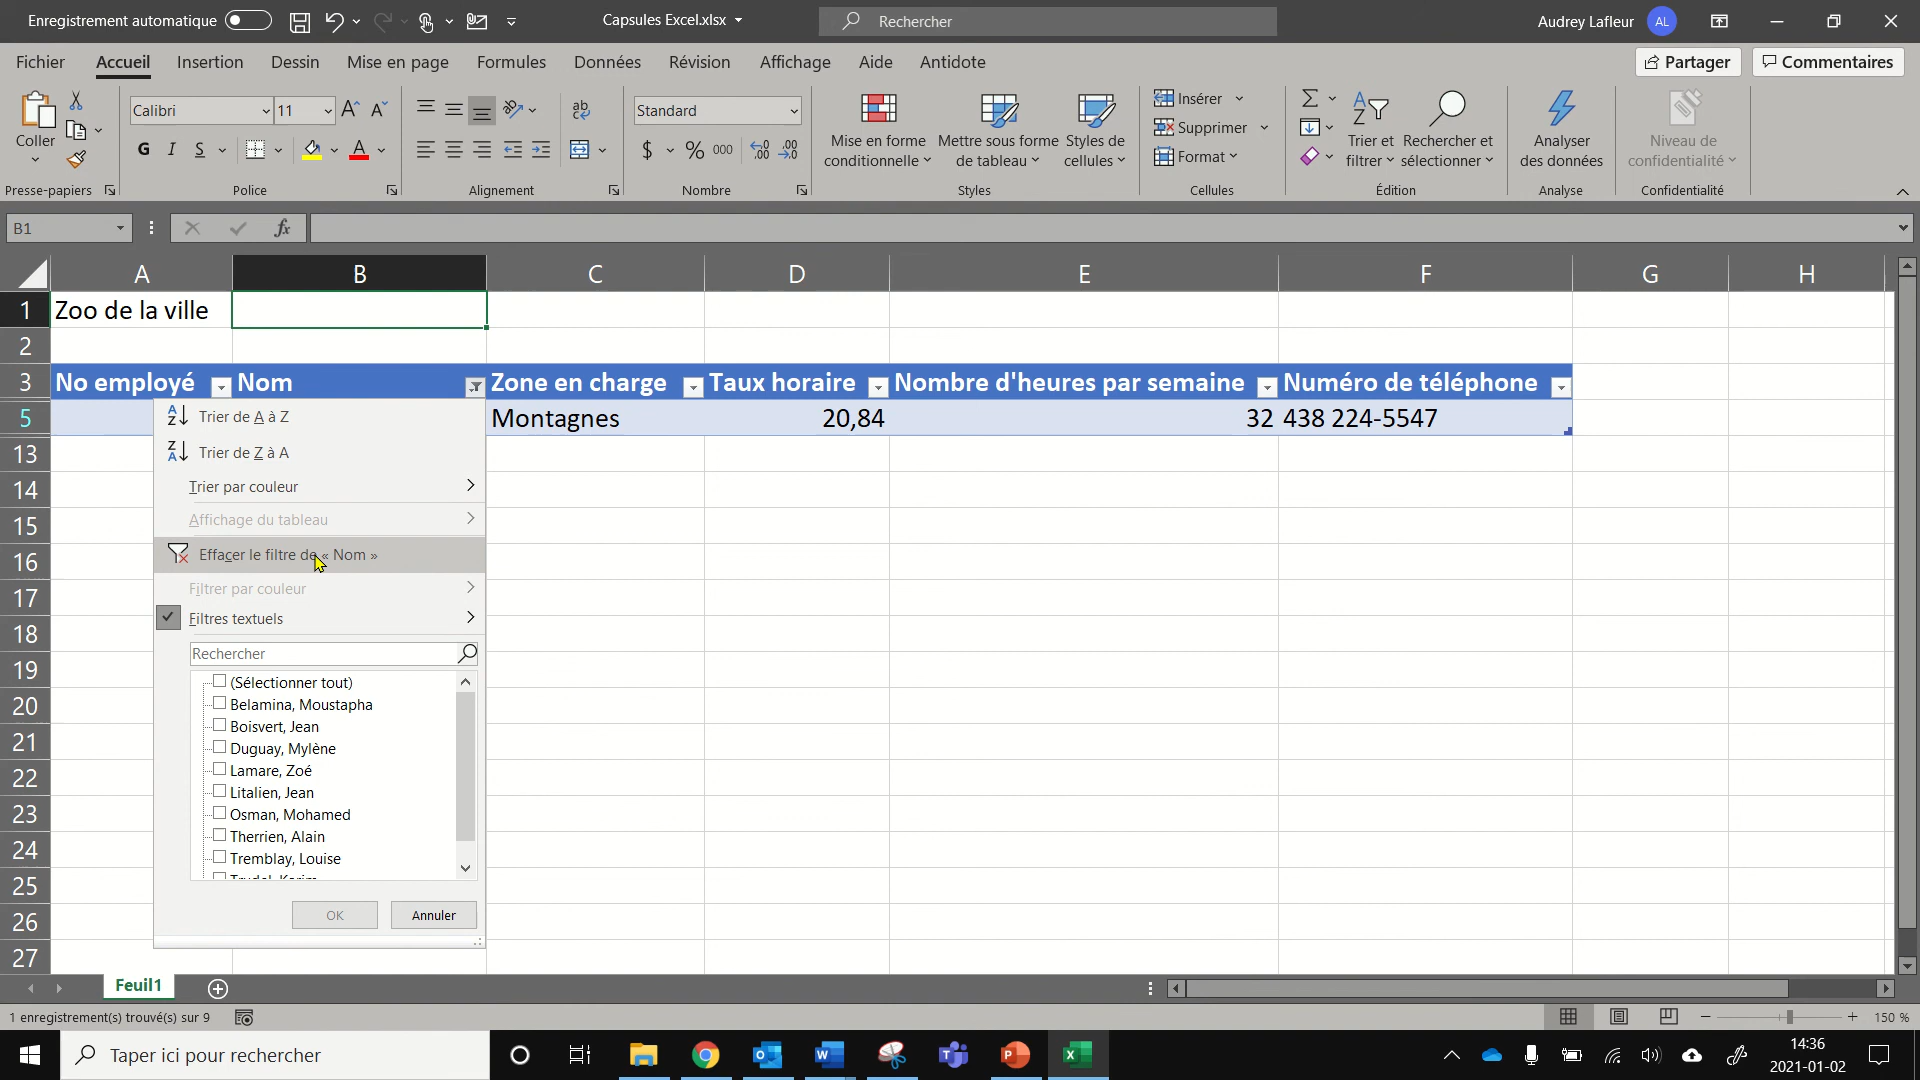 Enregistrement automatique
Capsules Excel.xlsx
Rechercher
Audrey Lafleur AL
Fichier Accueil Insertion Dessin Mise en page Formules Données Révision Affichage Aide Antidote
Partager Commentaires
Coller
Presse-papiers
Calibri 11
G I S
Police
Alignement
Standard
$ % 000
Nombre
Mise en forme conditionnelle
Mettre sous forme de tableau
Styles de cellules
Styles
Insérer
Supprimer
Format
Cellules
Trier et filtrer
Rechercher et sélectionner
Édition
Analyser des données
Analyse
Niveau de confidentialité
Confidentialité
B1
fx
A B C D E F G H
1 Zoo de la ville
2
3 No employé Nom Zone en charge Taux horaire Nombre d'heures par semaine Numéro de téléphone
5 Montagnes 20,84 32 438 224-5547
13
14
15
16
17
18
19
20
21
22
23
24
25
26
27
Trier de A à Z
Trier de Z à A
Trier par couleur
Affichage du tableau
Effacer le filtre de « Nom »
Filtrer par couleur
Filtres textuels
Rechercher
(Sélectionner tout)
Belamina, Moustapha
Boisvert, Jean
Duguay, Mylène
Lamare, Zoé
Litalien, Jean
Osman, Mohamed
Therrien, Alain
Tremblay, Louise
OK Annuler
Feuil1
1 enregistrement(s) trouvé(s) sur 9
150 %
Taper ici pour rechercher
14:36
2021-01-02